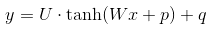 y = U · tanh(Wx + p) + q